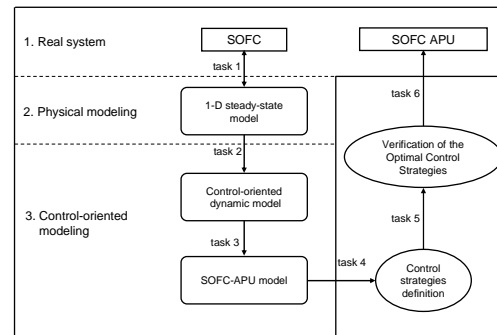 1. Real system
SOFC
SOFC APU
task 1
task 6
2. Physical modeling
1-D steady-state
model
task 2
Verification of the
Optimal Control
Strategies
3. Control-oriented
modeling
Control-oriented
dynamic model
task 3
task 5
SOFC-APU model
task 4
Control
strategies
definition